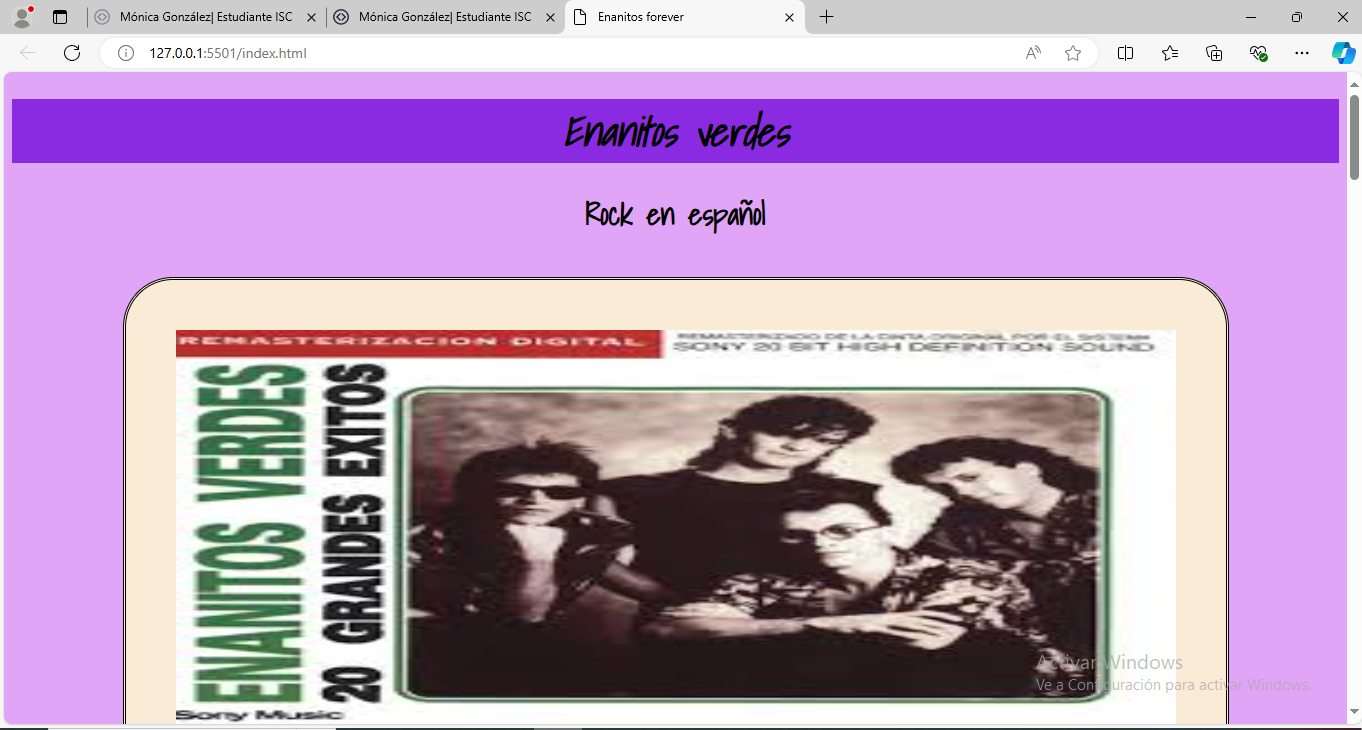 Mónica González| Estudiante ISC
Mónica González| Estudiante ISC
Enanitos forever
127.0.0.1:5501/index.html
Enanitos verdes
Rock en español
REMASTERIZACION DIGITAL
REMASTERIZADO DE LA CINTA ORIGINAL POR EL SISTEMA
SONY 20 BIT HIGH DEFINITION SOUND
ENANITOS VERDES
20 GRANDES EXITOS
Sony Music
Activar Windows
Ve a Configuración para activar Windows.